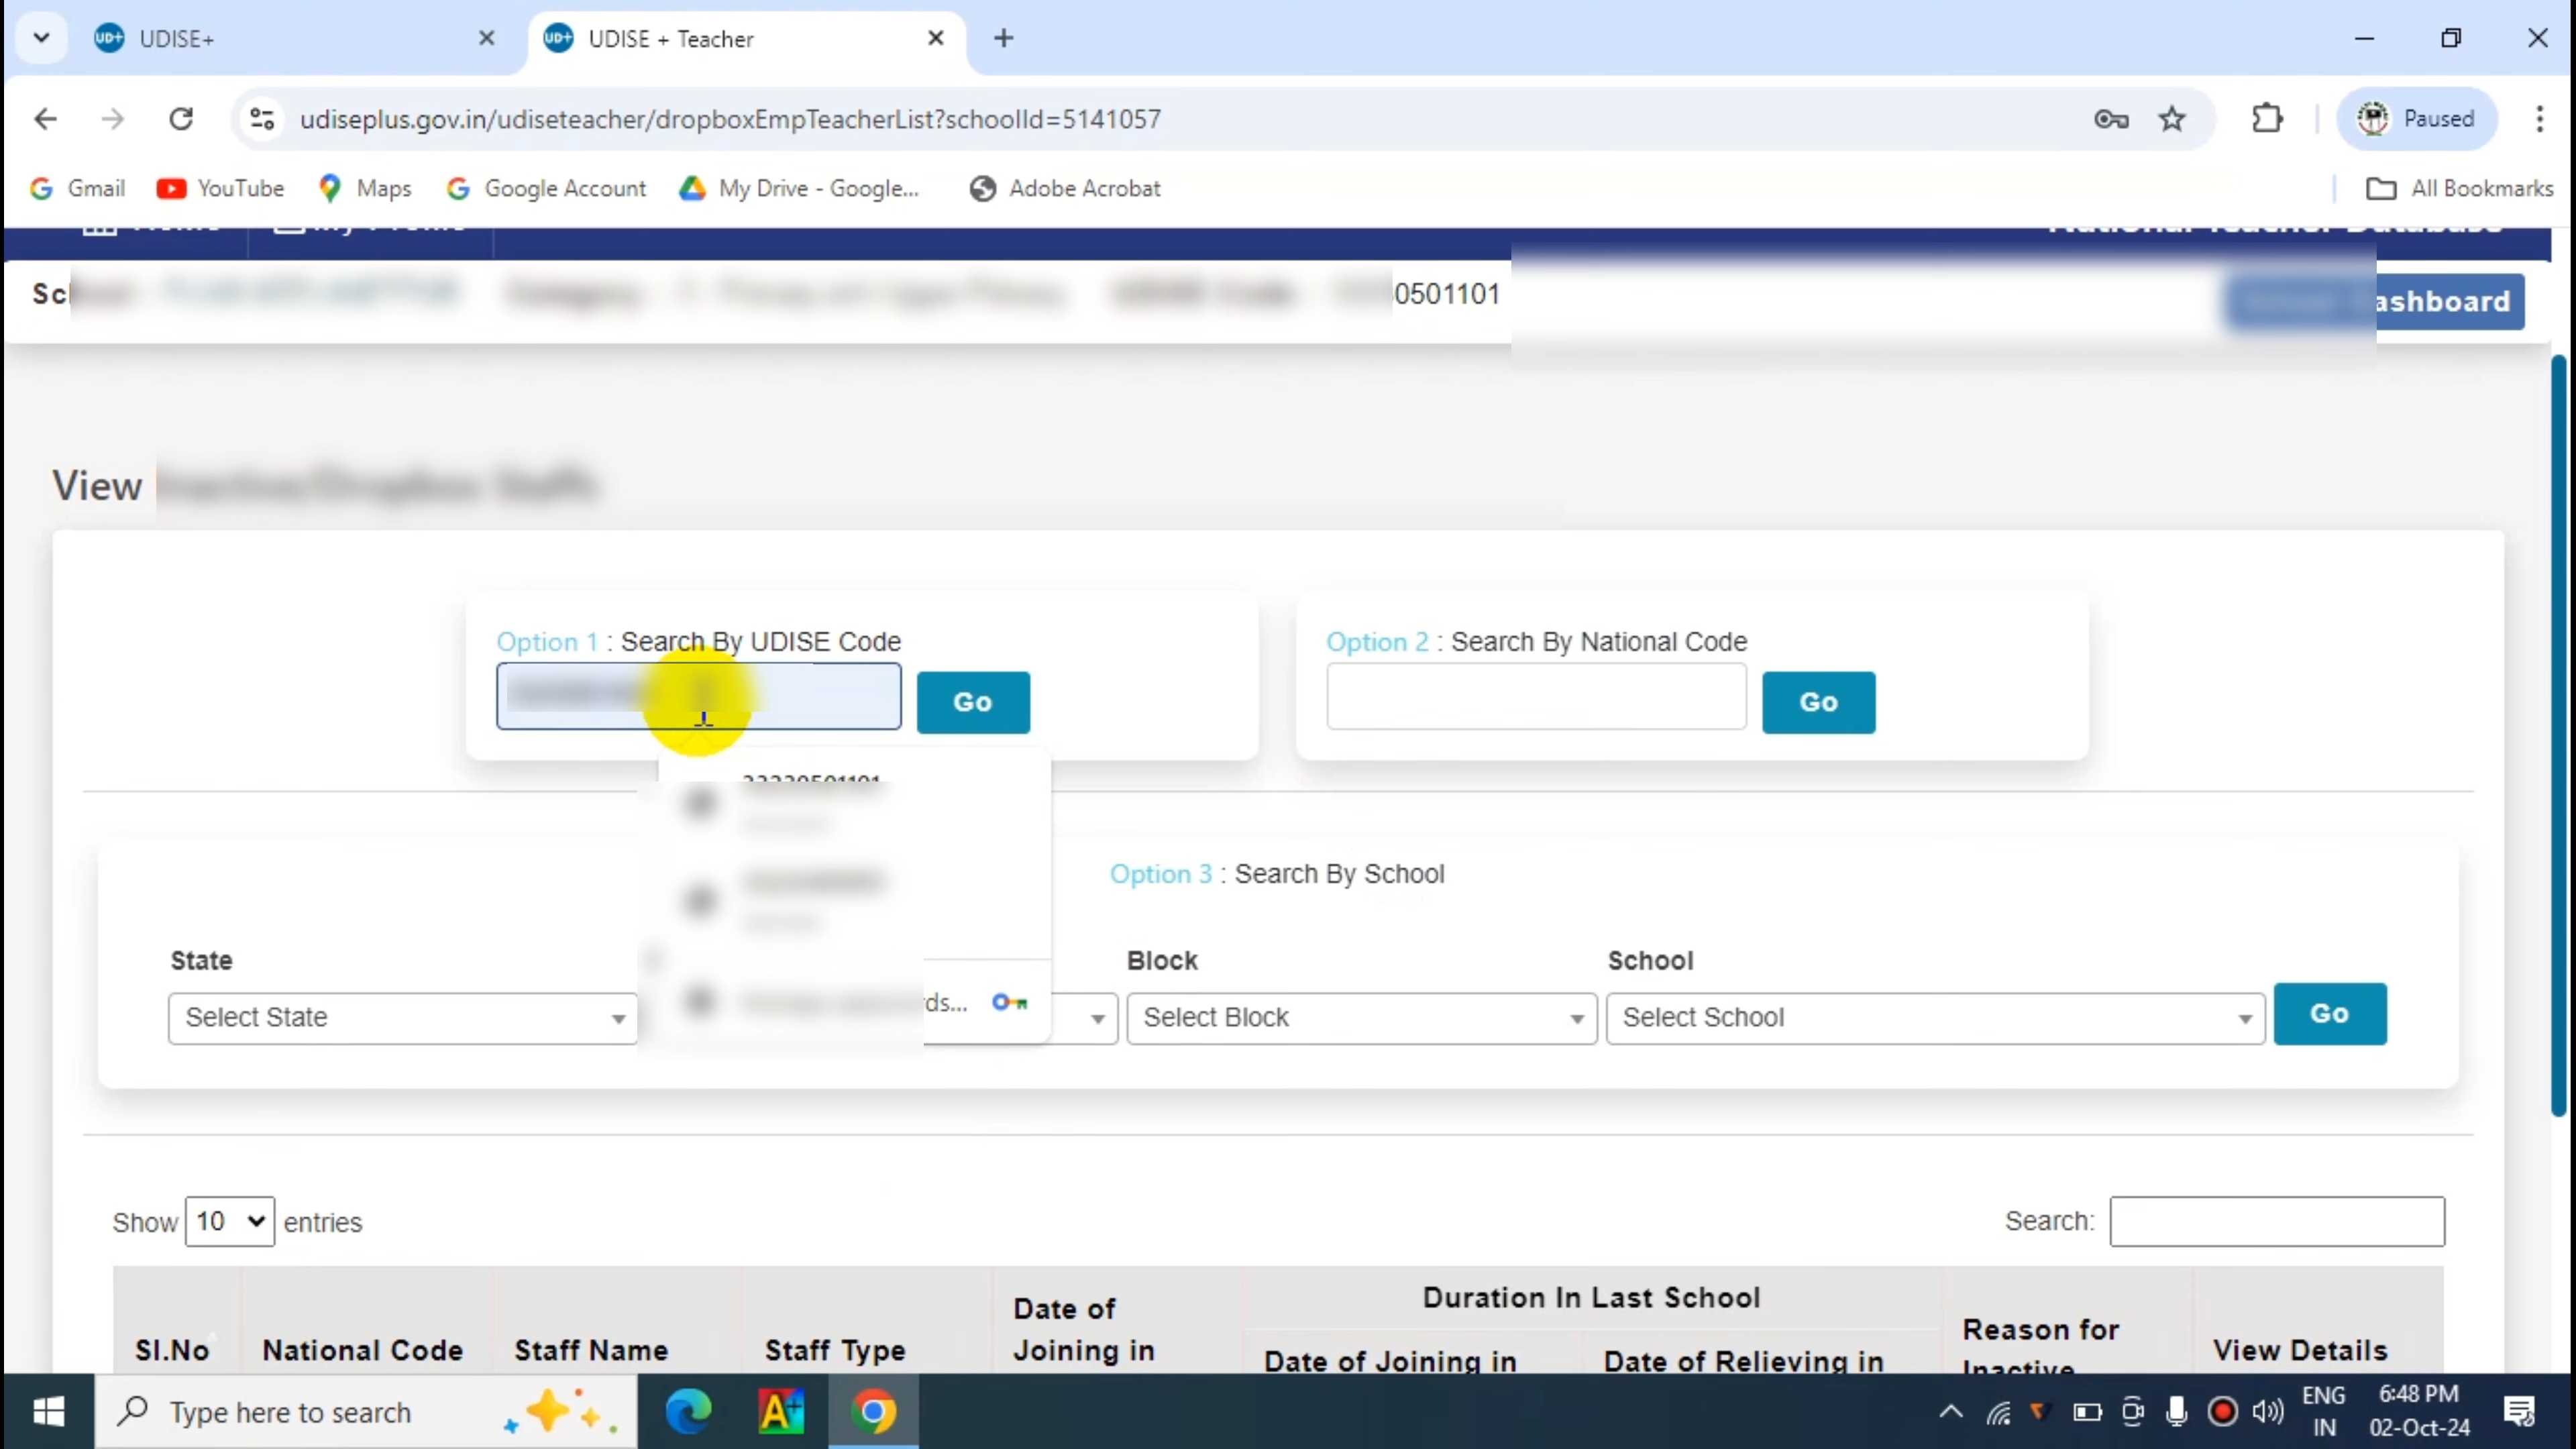 UDISE+
UDISE + Teacher
udiseplus.gov.in/udiseteacher/dropboxEmpTeacherList?schoolId=5141057
Paused
Gmail YouTube Maps Google Account My Drive - Google... Adobe Acrobat All Bookmarks
National Teacher Database
0501101
ashboard
View
Option 1 : Search By UDISE Code
Go
Option 2 : Search By National Code
Go
Option 3 : Search By School
State Block School
rds...
Select State Select Block Select School Go
Show 10 entries Search:
Duration In Last School
Sl.No National Code Staff Name Staff Type Date of Joining in Date of Joining in Date of Relieving in Reason for Inactive View Details
Type here to search
ENG IN
6:48 PM
02-Oct-24